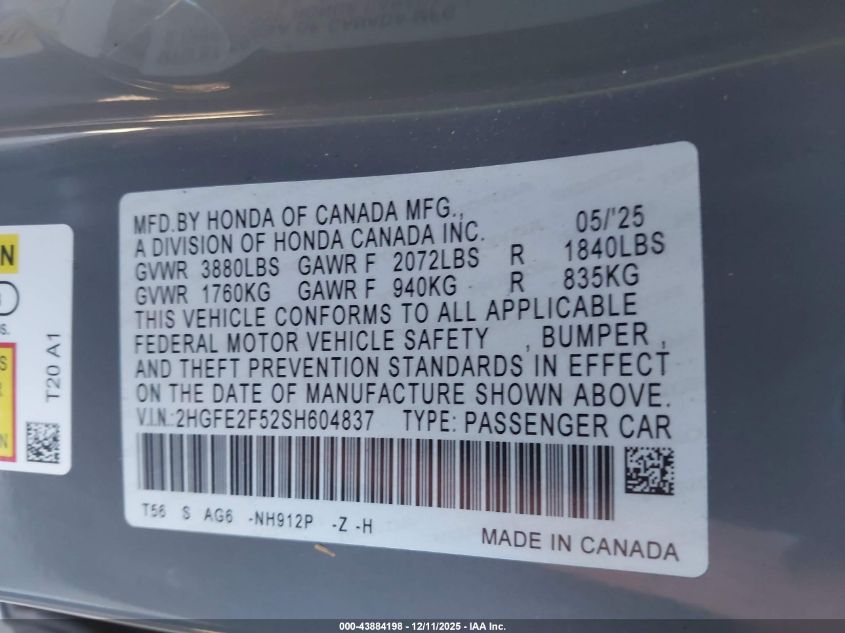 MFD.BY HONDA OF CANADA MFG., 05/'25
A DIVISION OF HONDA CANADA INC.
GVWR 3880LBS GAWR F 2072LBS R 1840LBS
GVWR 1760KG GAWR F 940KG R 835KG
THIS VEHICLE CONFORMS TO ALL APPLICABLE
FEDERAL MOTOR VEHICLE SAFETY , BUMPER ,
AND THEFT PREVENTION STANDARDS IN EFFECT
ON THE DATE OF MANUFACTURE SHOWN ABOVE.
V.I.N.:2HGFE2F52SH604837 TYPE: PASSENGER CAR
T56 S AG6 -NH912P -Z -H
MADE IN CANADA
T20 A1
000-43884198 - 12/11/2025 - IAA Inc.